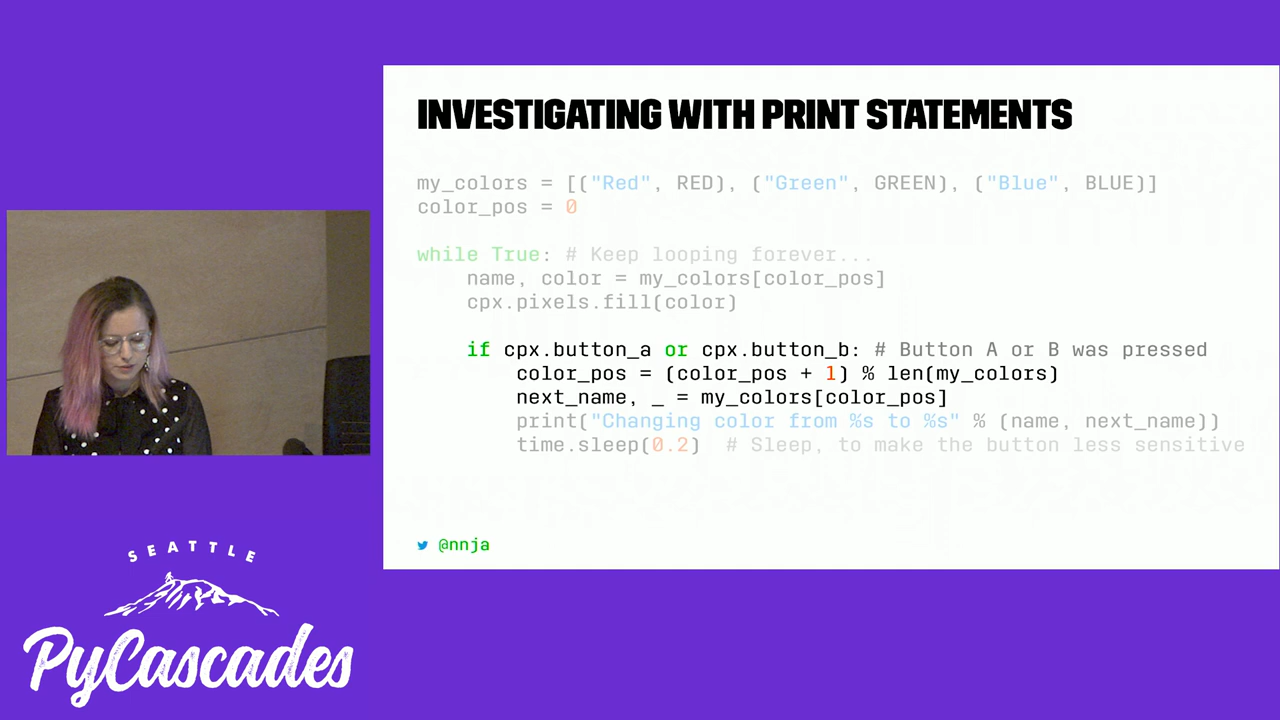 INVESTIGATING WITH PRINT STATEMENTS
my_colors = [("Red", RED), ("Green", GREEN), ("Blue", BLUE)]
color_pos = 0
while True: # Keep looping forever...
    name, color = my_colors[color_pos]
    cpx.pixels.fill(color)
    if cpx.button_a or cpx.button_b: # Button A or B was pressed
        color_pos = (color_pos + 1) % len(my_colors)
        next_name, _ = my_colors[color_pos]
        print("Changing color from %s to %s" % (name, next_name))
        time.sleep(0.2)  # Sleep, to make the button less sensitive
@nnja
SEATTLE
PyCascades